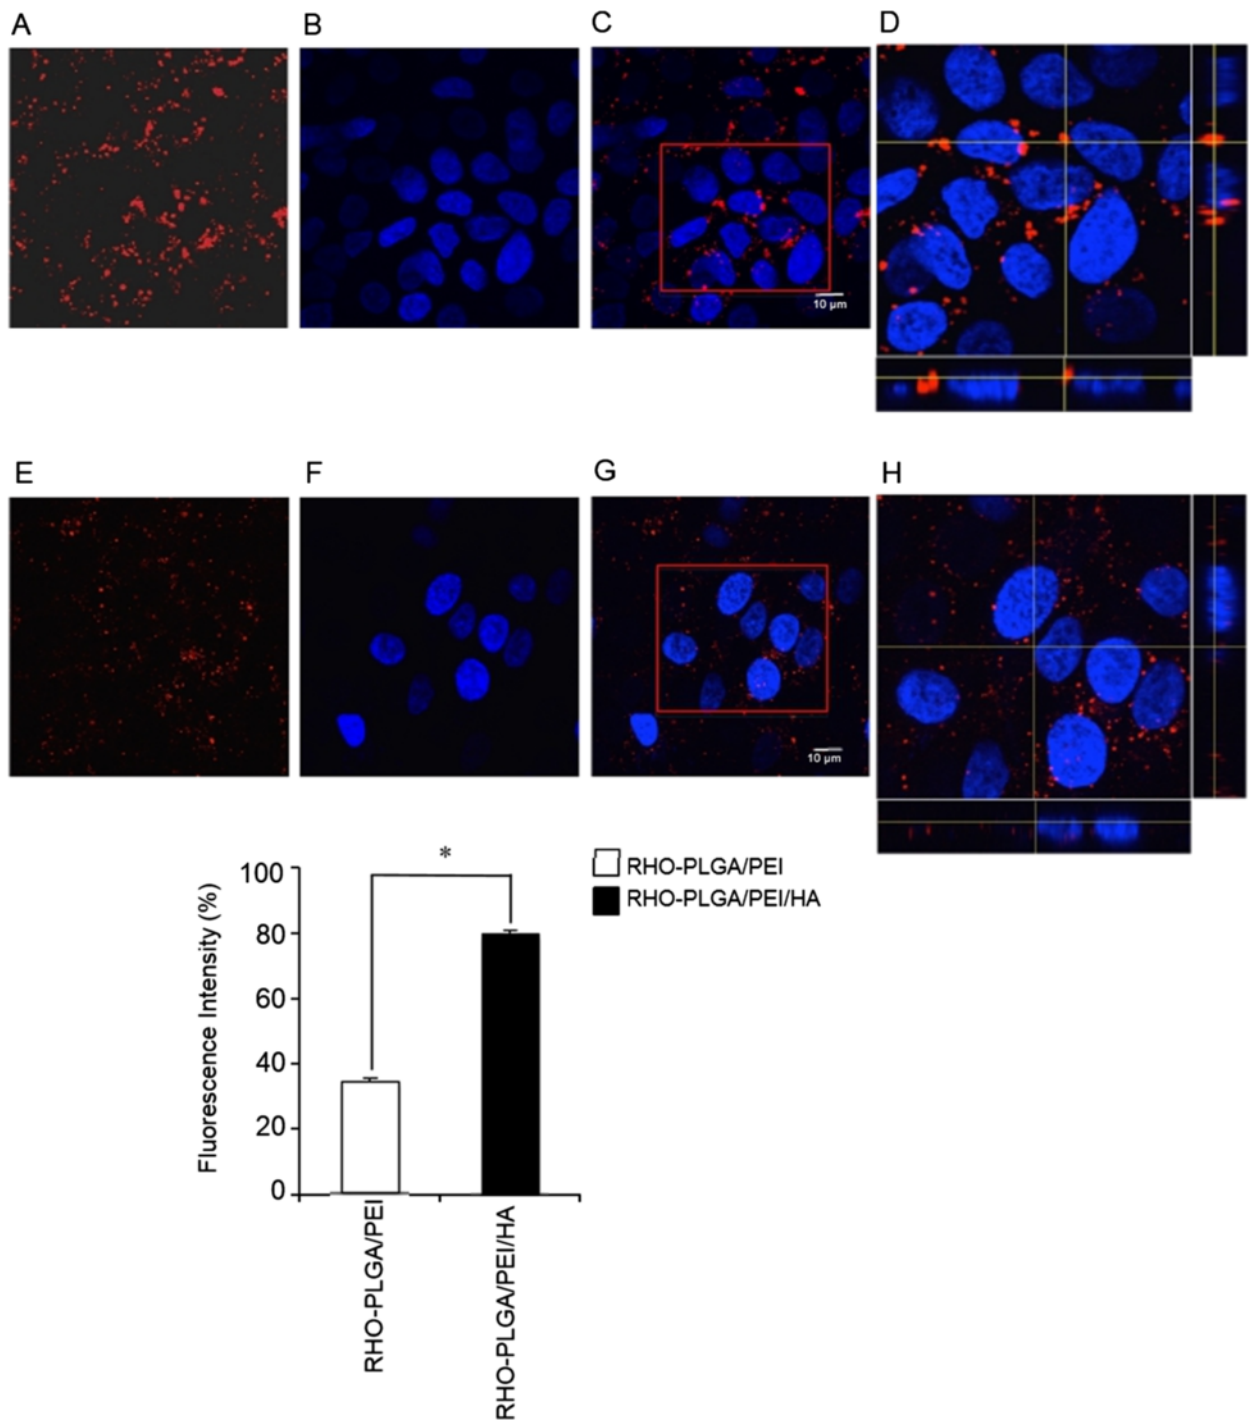 A
B
C
D
10 µm
E
F
G
H
10 µm
*
RHO-PLGA/PEI
RHO-PLGA/PEI/HA
Fluorescence Intensity (%)
100
80
60
40
20
0
RHO-PLGA/PEI
RHO-PLGA/PEI/HA